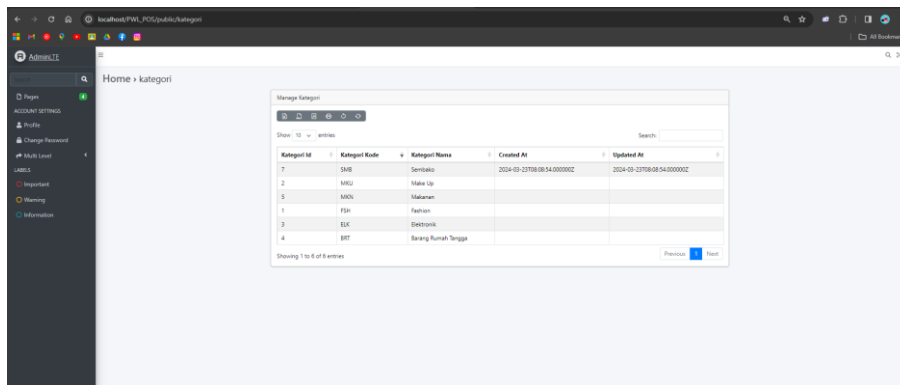 localhost/PWL_POS/public/kategori
All Bookmar
AdminLTE
Home › kategori
Pages 4
ACCOUNT SETTINGS
Profile
Change Password
Multi Level
LABELS
Important
Warning
Information
Manage Kategori
Show 10 entries
Search:
Kategori Id Kategori Kode Kategori Nama Created At Updated At
7 SMB Sembako 2024-03-23T08:08:54.000000Z 2024-03-23T08:08:54.000000Z
2 MKU Make Up
5 MKN Makanan
1 FSH Fashion
3 ELK Elektronik
4 BRT Barang Rumah Tangga
Showing 1 to 6 of 6 entries
Previous 1 Next